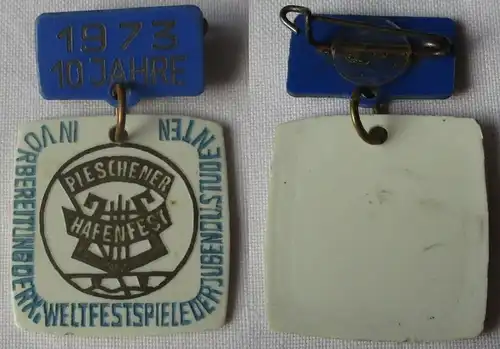 1973
10 JAHRE
IN VORBEREITUNG DER X. WELTFESTSPIELE DER JUGEND U. STUDENTEN
PIESCHENER
HAFENFEST